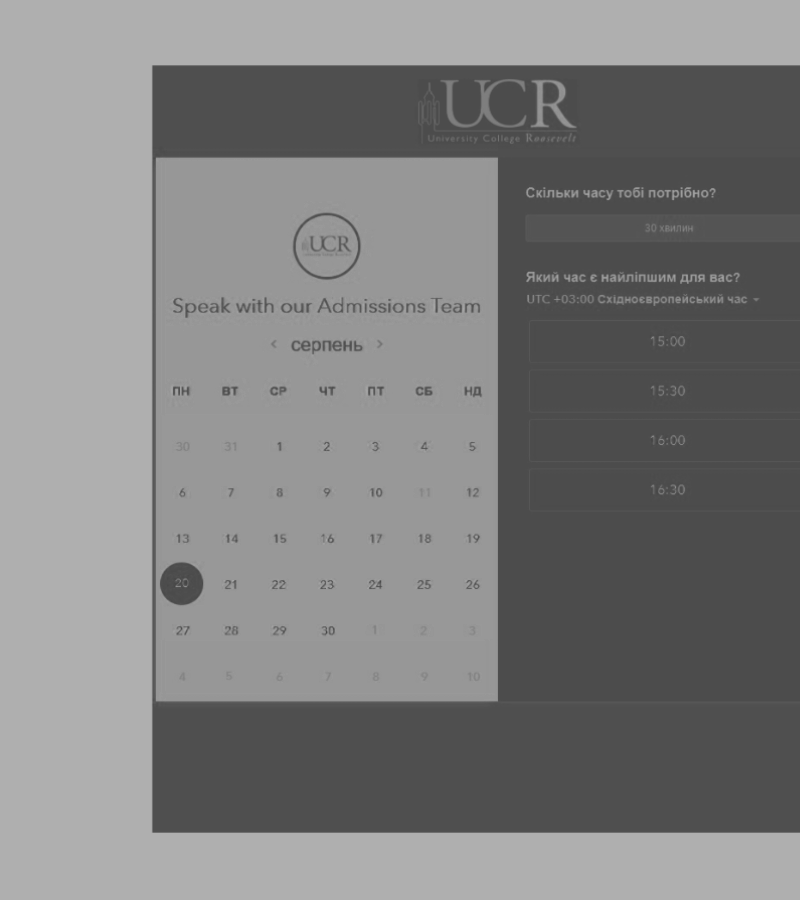 UCR
University College Roosevelt
UCR
Speak with our Admissions Team
< серпень >
ПН ВТ СР ЧТ ПТ СБ НД
30 31 1 2 3 4 5
6 7 8 9 10 11 12
13 14 15 16 17 18 19
20 21 22 23 24 25 26
27 28 29 30 1 2 3
4 5 6 7 8 9 10
Скільки часу тобі потрібно?
30 хвилин
Який час є найліпшим для вас?
UTC +03:00 Східноєвропейський час
15:00
15:30
16:00
16:30